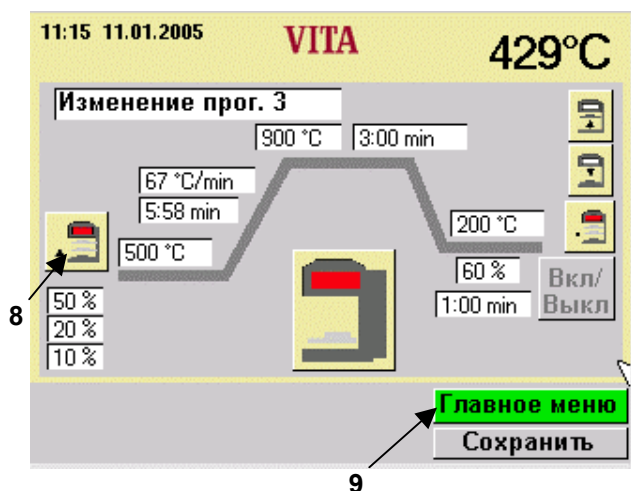 11:15 11.01.2005 VITA 429°C
Изменение прог. 3
900 °C 3:00 min
67 °C/min
5:58 min
500 °C
200 °C
60 %
1:00 min
Вкл/
Выкл
50 %
20 %
10 %
8
Главное меню
Сохранить
9